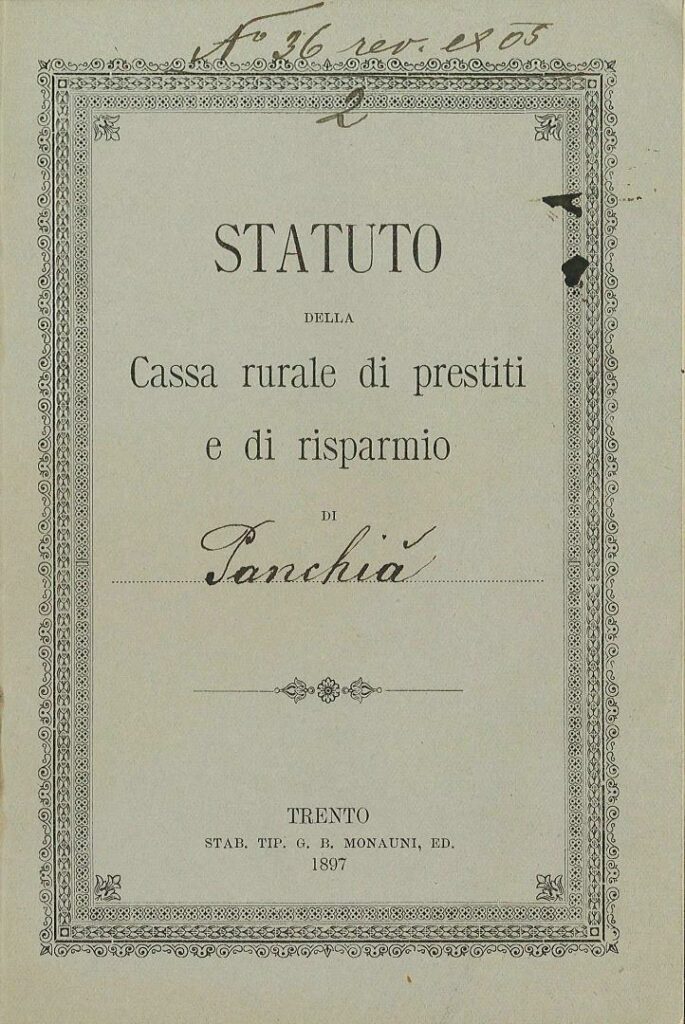 No 36 rev. ex 05
2
STATUTO
DELLA
Cassa rurale di prestiti
e di risparmio
DI
Panchià
TRENTO
STAB. TIP. G. B. MONAUNI, ED.
1897